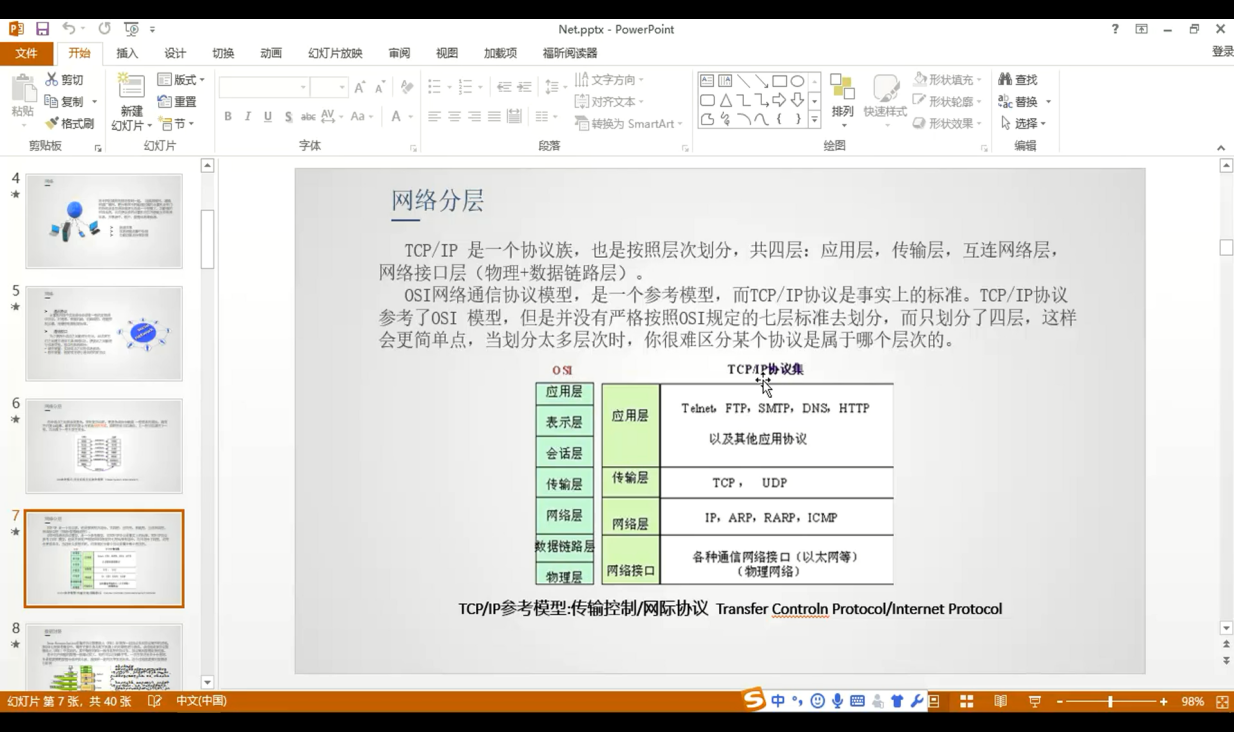 Net.pptx - PowerPoint
登录
文件 开始 插入 设计 切换 动画 幻灯片放映 审阅 视图 加载项 福昕阅读器
粘贴 剪切 复制 格式刷 剪贴板
新建 幻灯片 版式 重置 节 幻灯片
字体
文字方向 对齐文本 转换为 SmartArt 段落
排列 快速样式 形状填充 形状轮廓 形状效果 绘图
查找 替换 选择 编辑
4
5
6
7
8
网络分层
TCP/IP 是一个协议族，也是按照层次划分，共四层：应用层，传输层，互连网络层，
网络接口层（物理+数据链路层）。
OSI网络通信协议模型，是一个参考模型，而TCP/IP协议是事实上的标准。TCP/IP协议
参考了OSI 模型，但是并没有严格按照OSI规定的七层标准去划分，而只划分了四层，这样
会更简单点，当划分太多层次时，你很难区分某个协议是属于哪个层次的。
OSI
TCP/IP协议集
应用层
表示层
会话层
传输层
网络层
数据链路层
物理层
应用层
Telnet，FTP，SMTP，DNS，HTTP
以及其他应用协议
传输层
TCP， UDP
网络层
IP，ARP，RARP，ICMP
网络接口
各种通信网络接口（以太网等）
（物理网络）
TCP/IP参考模型:传输控制/网际协议 Transfer Controln Protocol/Internet Protocol
幻灯片 第 7 张，共 40 张 中文(中国)
中
98%